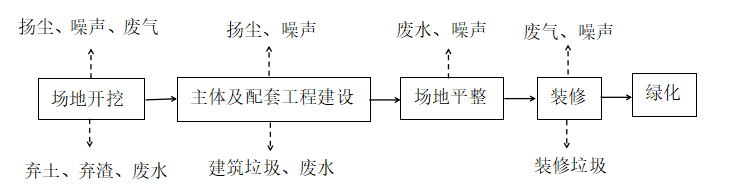 扬尘、噪声、废气
扬尘、噪声
废水、噪声
废气、噪声
场地开挖
主体及配套工程建设
场地平整
装修
绿化
弃土、弃渣、废水
建筑垃圾、废水
装修垃圾